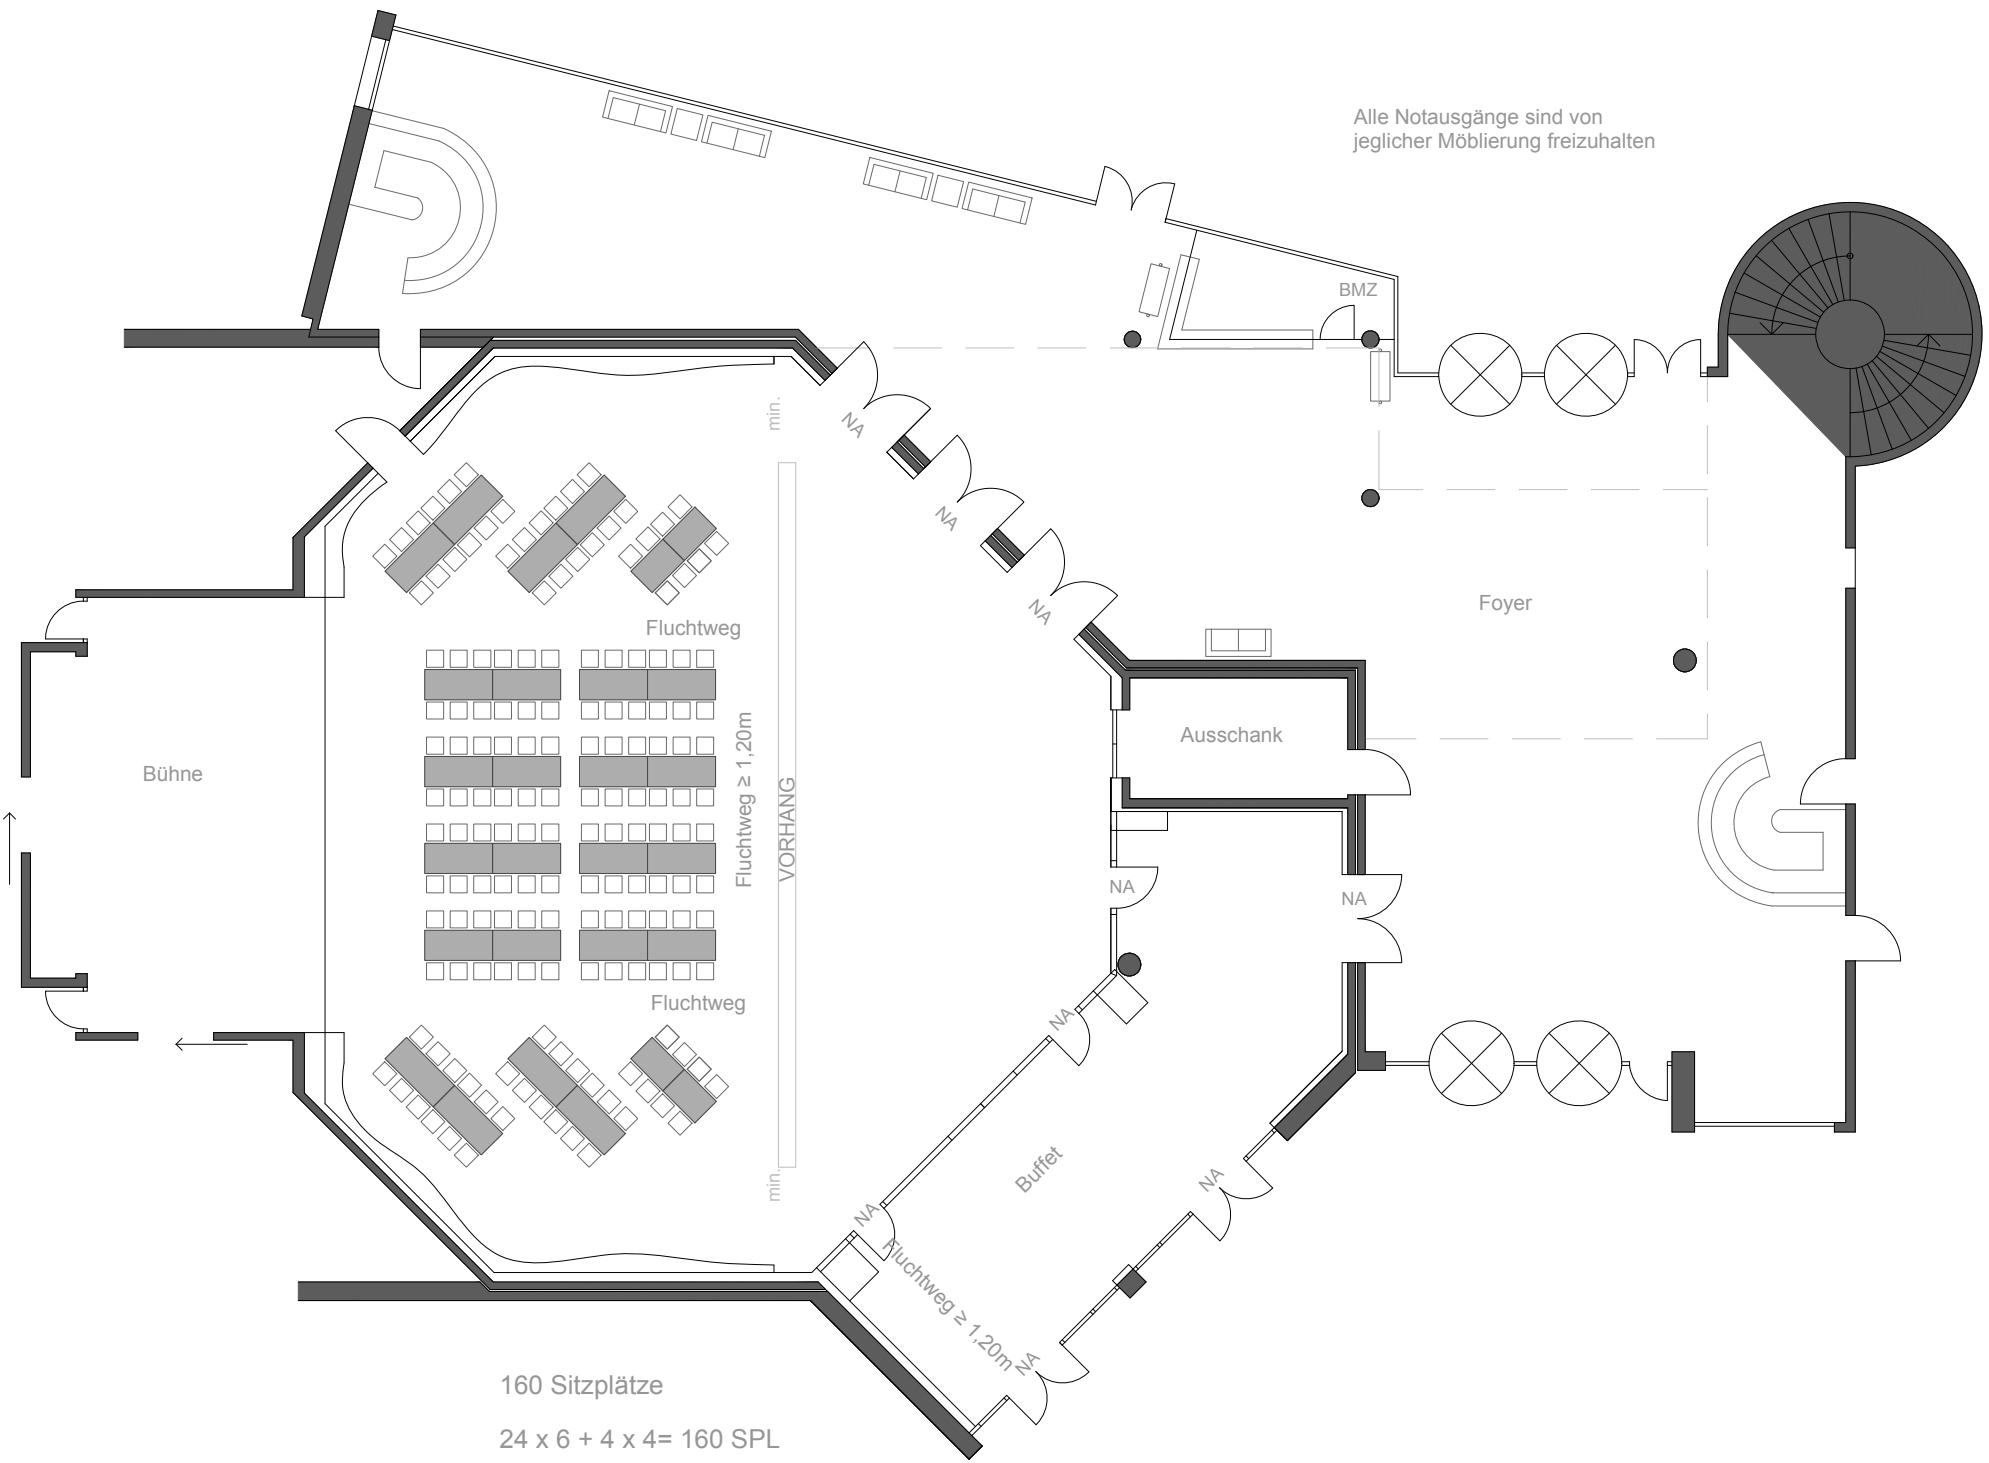 Alle Notausgänge sind von
jeglicher Möblierung freizuhalten
BMZ
min.
NA
NA
NA
Foyer
Fluchtweg
Ausschank
Bühne
Fluchtweg ≥ 1,20m
VORHANG
NA
NA
Fluchtweg
NA
Buffet
min.
NA
NA
Fluchtweg ≥ 1,20m
NA
160 Sitzplätze
24 x 6 + 4 x 4= 160 SPL